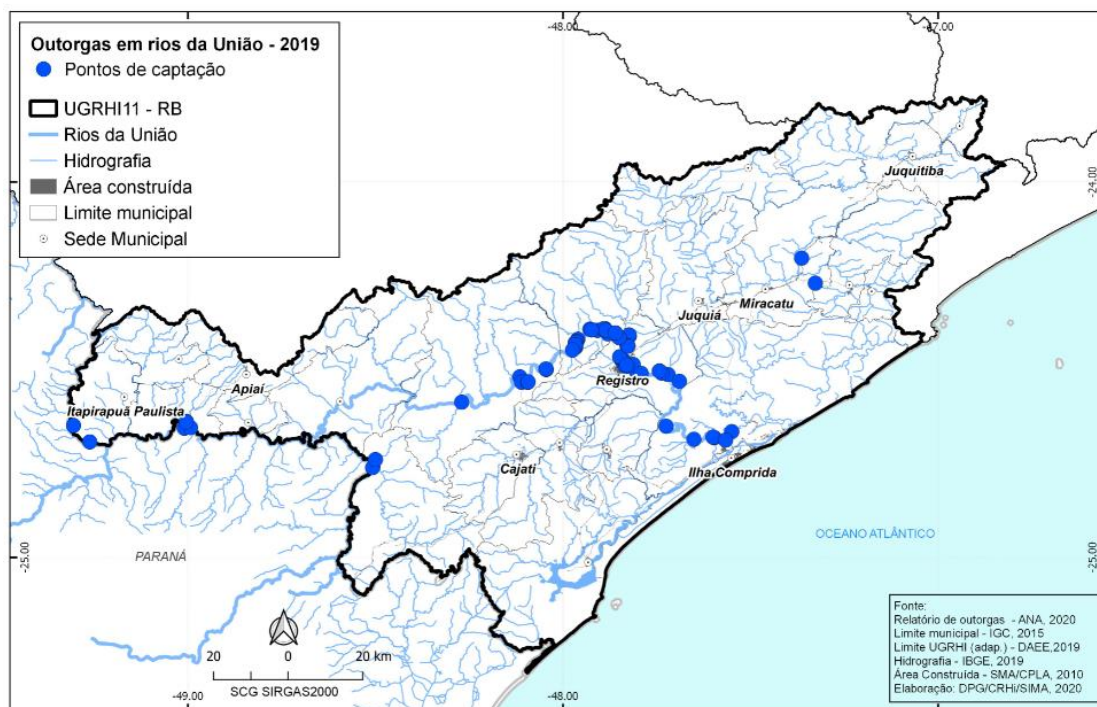 -48.00
-47.00
Outorgas em rios da União - 2019
Pontos de captação
UGRHI11 - RB
Rios da União
Hidrografia
Área construída
Limite municipal
Sede Municipal
Juquitiba
-24.00
Miracatu
Juquiá
Registro
Apiaí
Itapirapuã Paulista
Cajati
Ilha Comprida
OCEANO ATLÂNTICO
PARANÁ
-25.00
-25.00
20 0 20 km
SCG SIRGAS2000
-49.00
-48.00
Fonte:
Relatório de outorgas - ANA, 2020
Limite municipal - IGC, 2015
Limite UGRHI (adap.) - DAEE,2019
Hidrografia - IBGE, 2019
Área Construída - SMA/CPLA, 2010
Elaboração: DPG/CRHi/SIMA, 2020